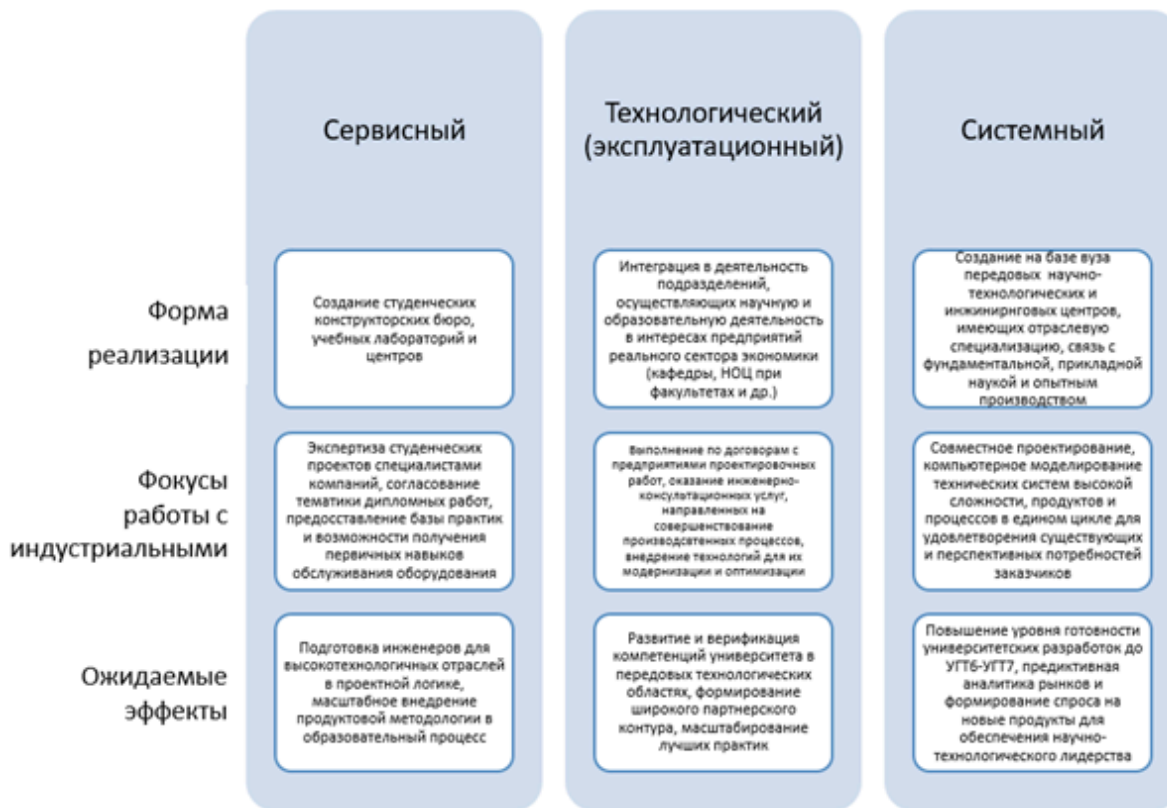 Сервисный
Технологический
(эксплуатационный)
Системный
Форма
реализации
Создание студенческих
конструкторских бюро,
учебных лабораторий и
центров
Интеграция в деятельность
подразделений,
осуществляющих научную и
образовательную деятельность
в интересах предприятий
реального сектора экономики
(кафедры, НОЦ при
факультетах и др.)
Создание на базе вуза
передовых научно-
технологических и
инжинирнговых центров,
имеющих отраслевую
специализацию, связь с
фундаментальной, прикладной
наукой и опытным
производством
Фокусы
работы с
индустриальными
Экспертиза студенческих
проектов специалистами
компаний, согласование
тематики дипломных работ,
предосставление базы практик
и возможности получения
первичных навыков
обслуживания оборудования
Выполнение по договорам с
предприятиями проектировочных
работ, оказание инженерно-
консультационных услуг,
направленных на
совершенствование
производсвтенных процессов,
внедрение технологий для их
модернизации и оптимизации
Совместное проектирование,
компьютерное моделирование
технических систем высокой
сложности, продуктов и
процессов в едином цикле для
удовлетворения существующих
и перспективных потребностей
заказчиков
Ожидаемые
эффекты
Подготовка инженеров для
высокотехнологичных отраслей
в проектной логике,
масштабное внедрение
продуктовой методологии в
образовательный процесс
Развитие и верификация
компетенций университета в
передовых технологических
областях, формирование
широкого партнерского
контура, масштабирование
лучших практик
Повышение уровня готовности
университетских разработок до
УГТ6-УГТ7, предиктивная
аналитика рынков и
формирование спроса на
новые продукты для
обеспечения научно-
технологического лидерства